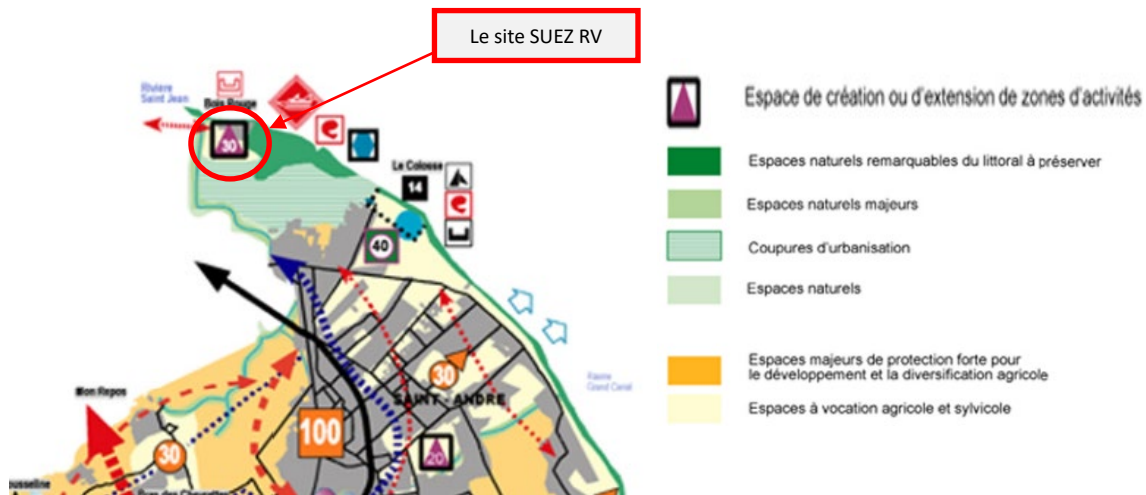 Le site SUEZ RV
Rivière
Saint Jean
Bois Rouge
30
Le Colosse
14
40
Mon Repos
30
30
SAINT - ANDRE
100
20
Ravine
Grand Canal
Espace de création ou d'extension de zones d'activités
Espaces naturels remarquables du littoral à préserver
Espaces naturels majeurs
Coupures d'urbanisation
Espaces naturels
Espaces majeurs de protection forte pour
le développement et la diversification agricole
Espaces à vocation agricole et sylvicole